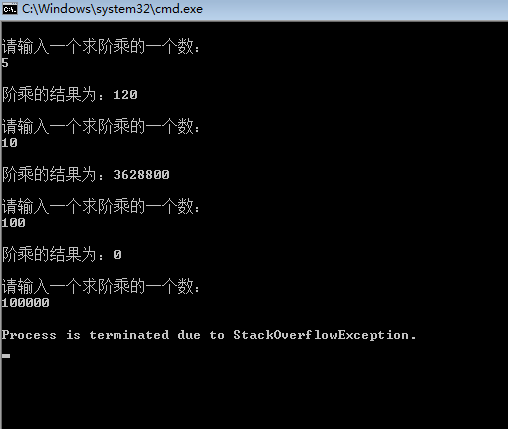 C:\Windows\system32\cmd.exe
请输入一个求阶乘的一个数：
5
阶乘的结果为：120
请输入一个求阶乘的一个数：
10
阶乘的结果为：3628800
请输入一个求阶乘的一个数：
100
阶乘的结果为：0
请输入一个求阶乘的一个数：
100000
Process is terminated due to StackOverflowException.